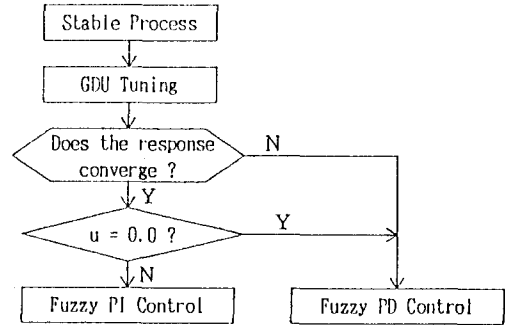 Stable Process
GDU Tuning
Does the response
converge ?
N
Y
u = 0.0 ?
Y
N
Fuzzy PI Control
Fuzzy PD Control